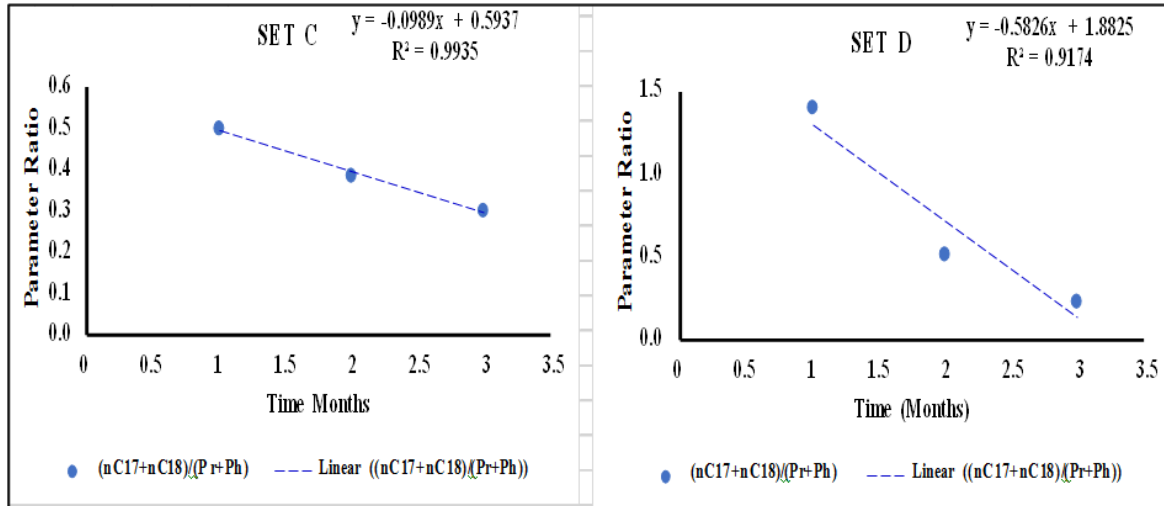 SET C
y = -0.0989x + 0.5937
R² = 0.9935
Parameter Ratio
0.6
0.5
0.4
0.3
0.2
0.1
0.0
0 0.5 1 1.5 2 2.5 3 3.5
Time Months
(nC17+nC18)/(Pr+Ph) Linear ((nC17+nC18)/(Pr+Ph))
SET D
y = -0.5826x + 1.8825
R² = 0.9174
Parameter Ratio
1.5
1.0
0.5
0.0
0 0.5 1 1.5 2 2.5 3 3.5
Time (Months)
(nC17+nC18)/(Pr+Ph) Linear ((nC17+nC18)/(Pr+Ph))